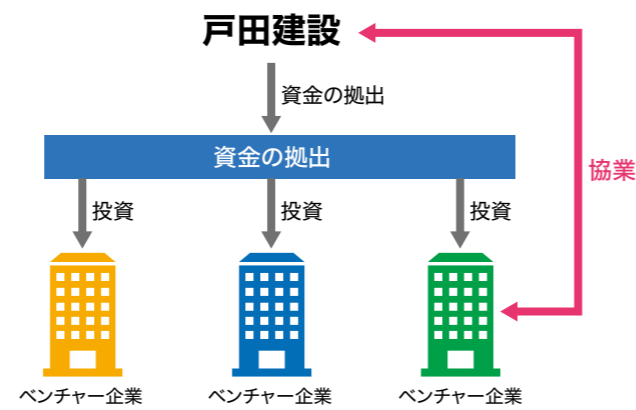 戸田建設
資金の拠出
資金の拠出
協業
投資
投資
投資
ベンチャー企業
ベンチャー企業
ベンチャー企業